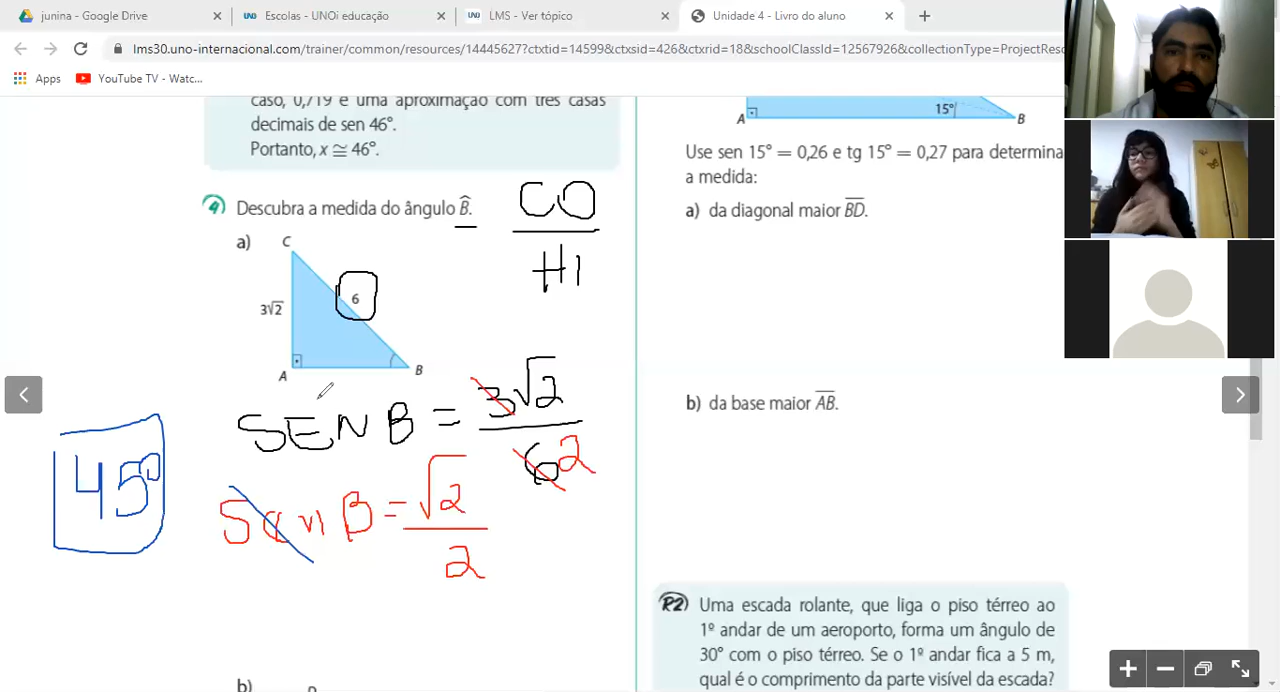 junina - Google Drive
UNO Escolas - UNOi educação
UNO LMS - Ver tópico
Unidade 4 - Livro do aluno
lms30.uno-internacional.com/trainer/common/resources/14445627?ctxtid=14599&ctxsid=426&ctxrid=18&schoolClassId=12567926&collectionType=ProjectReso
Apps YouTube TV - Watc...
caso, 0,719 é uma aproximação com três casas
decimais de sen 46°.
Portanto, x ≅ 46°.
4 Descubra a medida do ângulo B̂.
CO
HI
a)
C
3√2
6
A
B
SEN B = 3√2
6 2
Sen B = √2
2
45°
b)
A
15°
B
Use sen 15° = 0,26 e tg 15° = 0,27 para determina
a medida:
a) da diagonal maior BD.
b) da base maior AB.
R2 Uma escada rolante, que liga o piso térreo ao
1º andar de um aeroporto, forma um ângulo de
30° com o piso térreo. Se o 1º andar fica a 5 m,
qual é o comprimento da parte visível da escada?